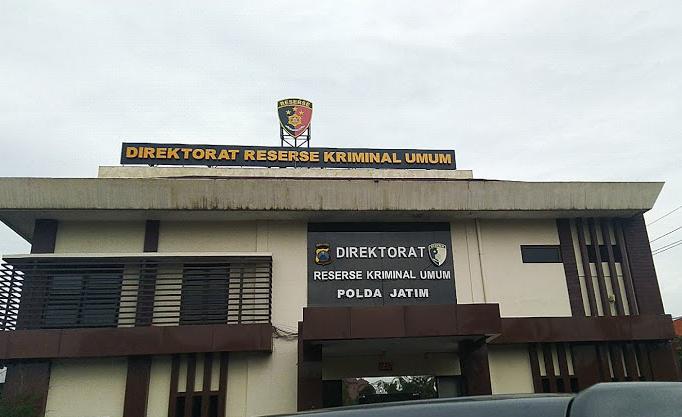 RESERSE
DIREKTORAT RESERSE KRIMINAL UMUM
DIREKTORAT
RESERSE KRIMINAL UMUM
POLDA JATIM